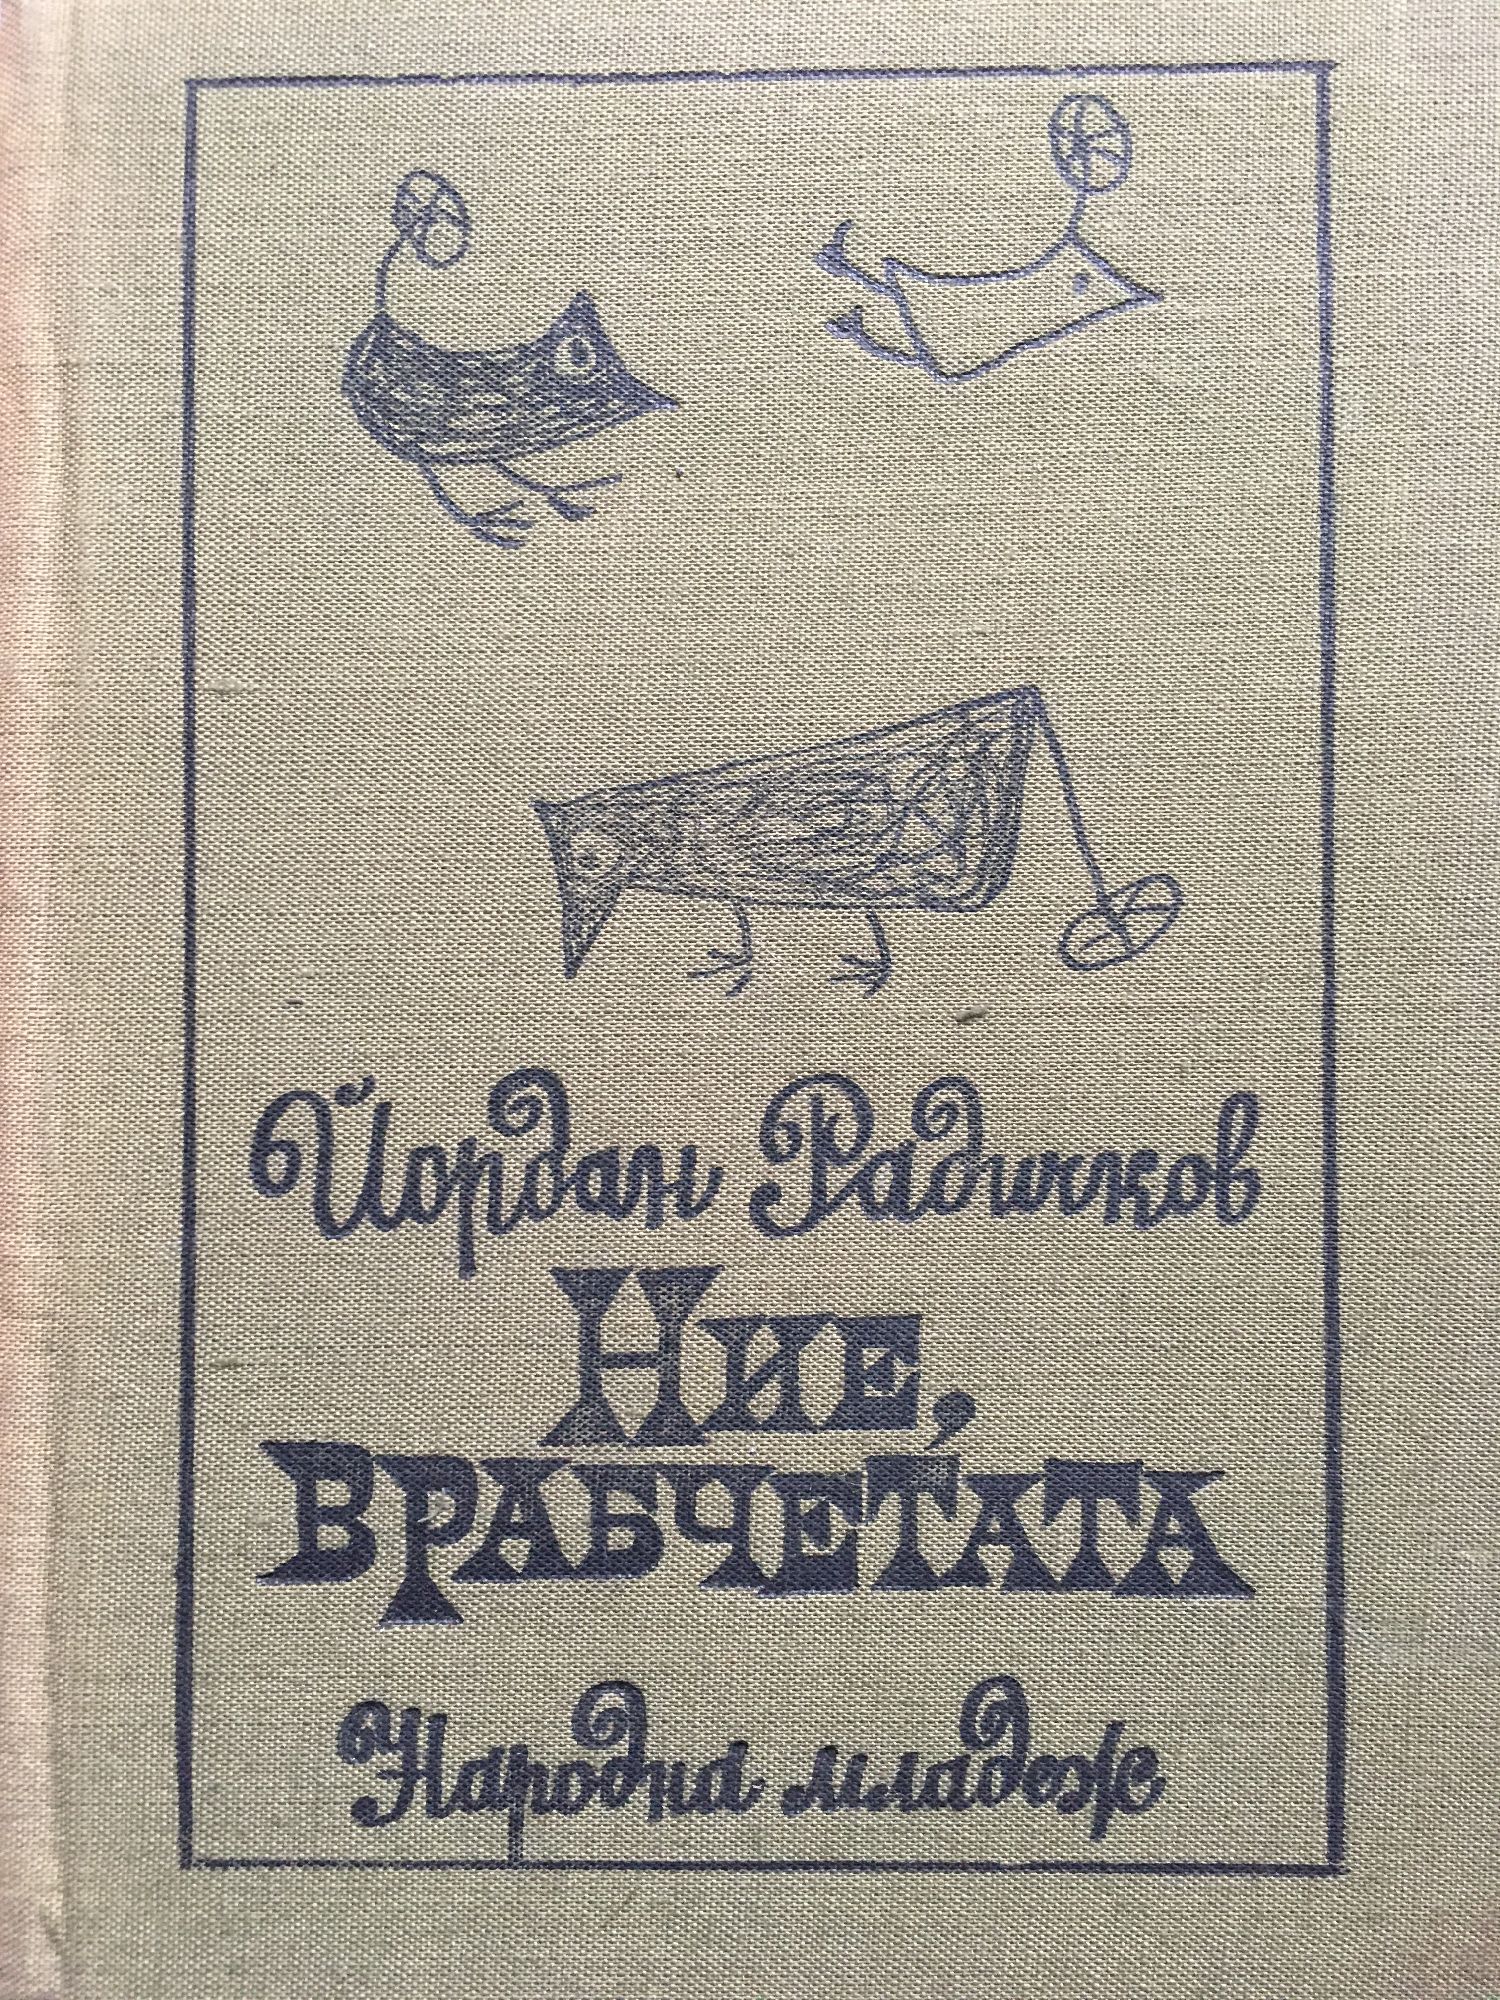 Йордан Радичков
Ние,
врабчетата
Народна младеж